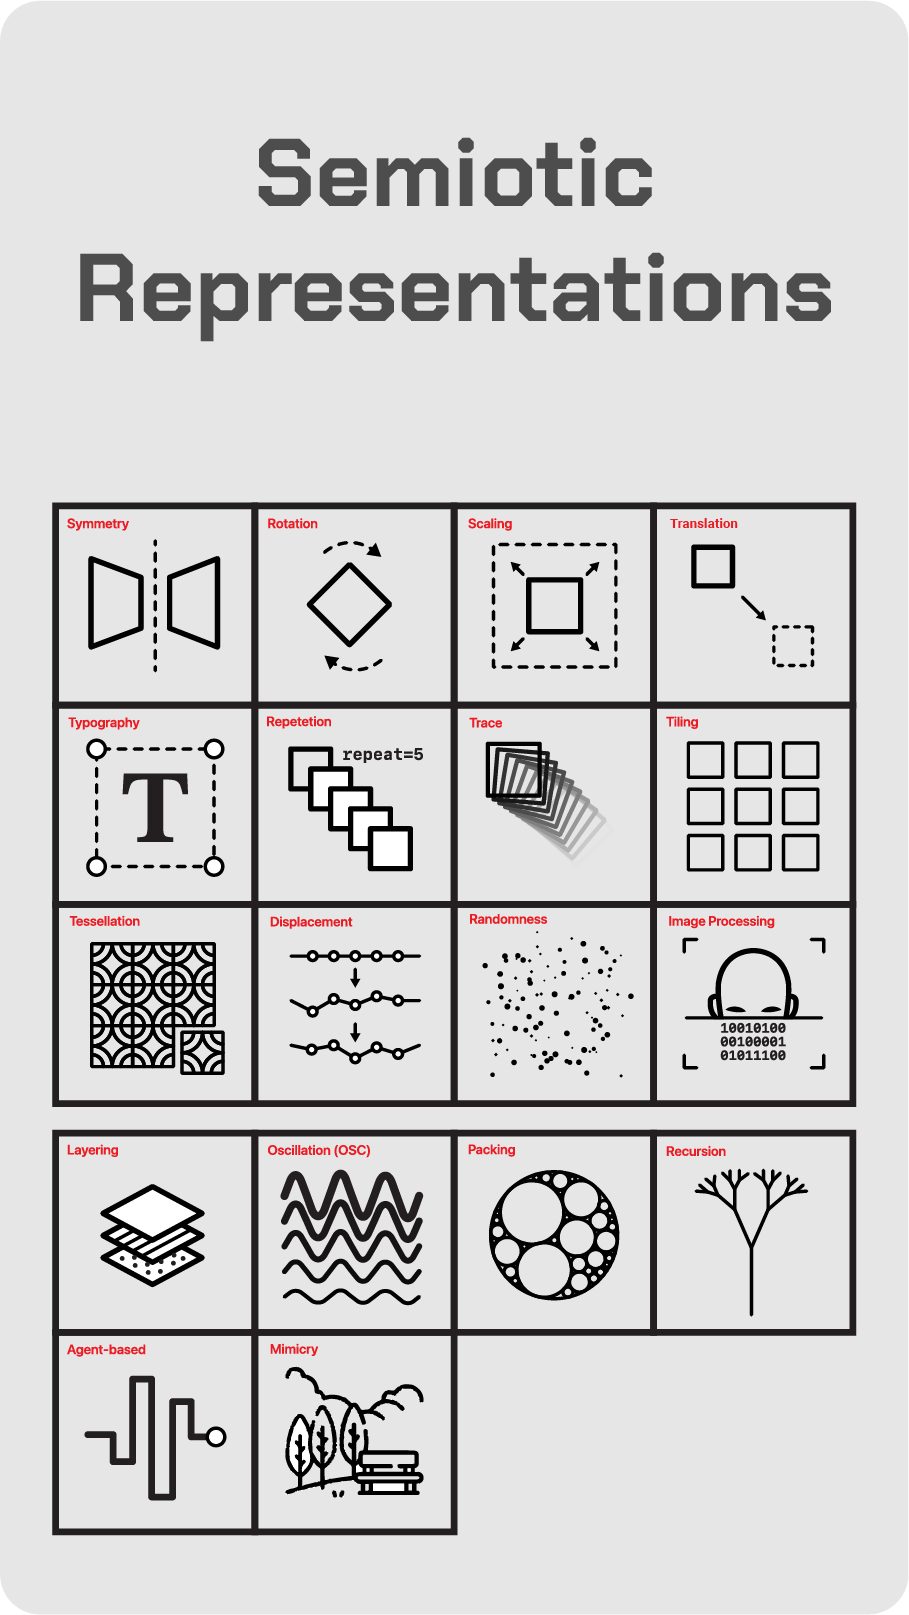 Semiotic
Representations
Symmetry
Rotation
Scaling
Translation
Typography
T
Repetetion
repeat=5
Trace
Tiling
Tessellation
Displacement
Randomness
Image Processing
10010100
00100001
01011100
Layering
Oscillation (OSC)
Packing
Recursion
Agent-based
Mimicry